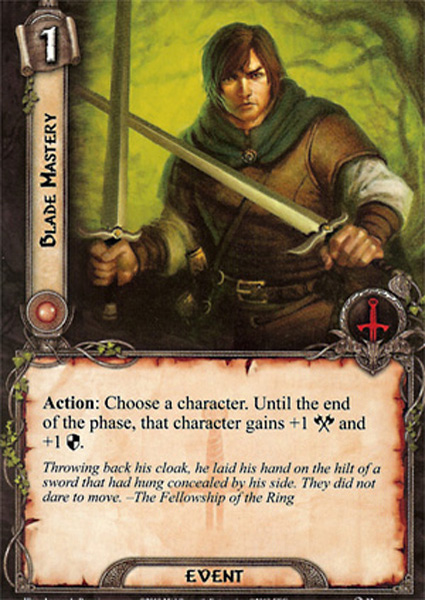 1
BLADE MASTERY
Action: Choose a character. Until the end
of the phase, that character gains +1 and
+1 .
Throwing back his cloak, he laid his hand on the hilt of a
sword that had hung concealed by his side. They did not
dare to move. –The Fellowship of the Ring
EVENT